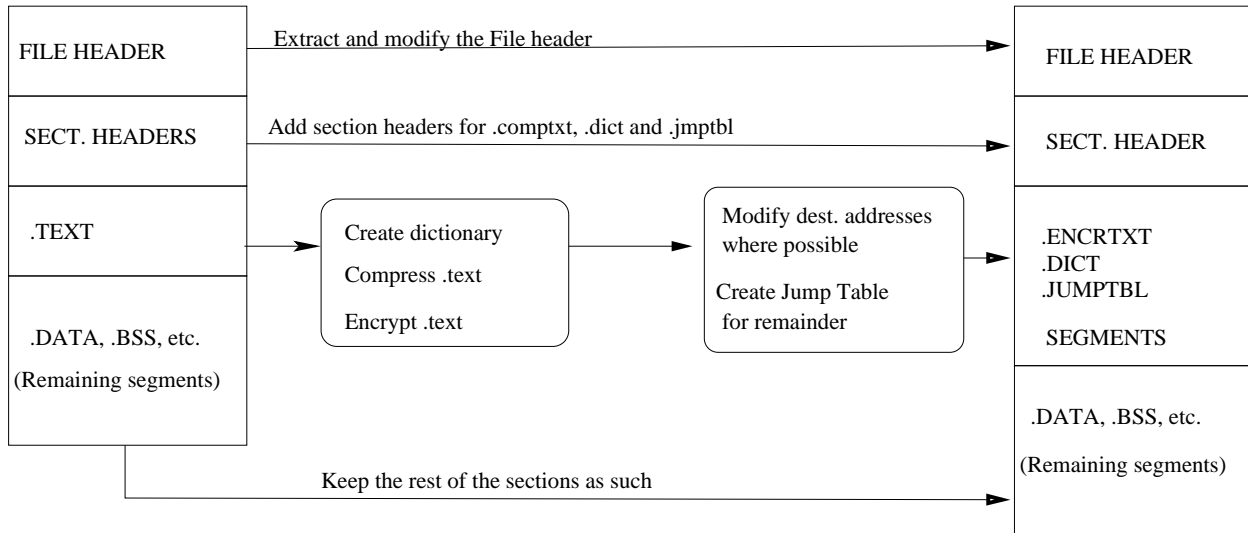 FILE HEADER
Extract and modify the File header
FILE HEADER
SECT. HEADERS
Add section headers for .comptxt, .dict and .jmptbl
SECT. HEADER
.TEXT
Create dictionary
Compress .text
Encrypt .text
Modify dest. addresses
where possible
Create Jump Table
for remainder
.ENCRTXT
.DICT
.JUMPTBL
SEGMENTS
.DATA, .BSS, etc.
(Remaining segments)
.DATA, .BSS, etc.
(Remaining segments)
Keep the rest of the sections as such